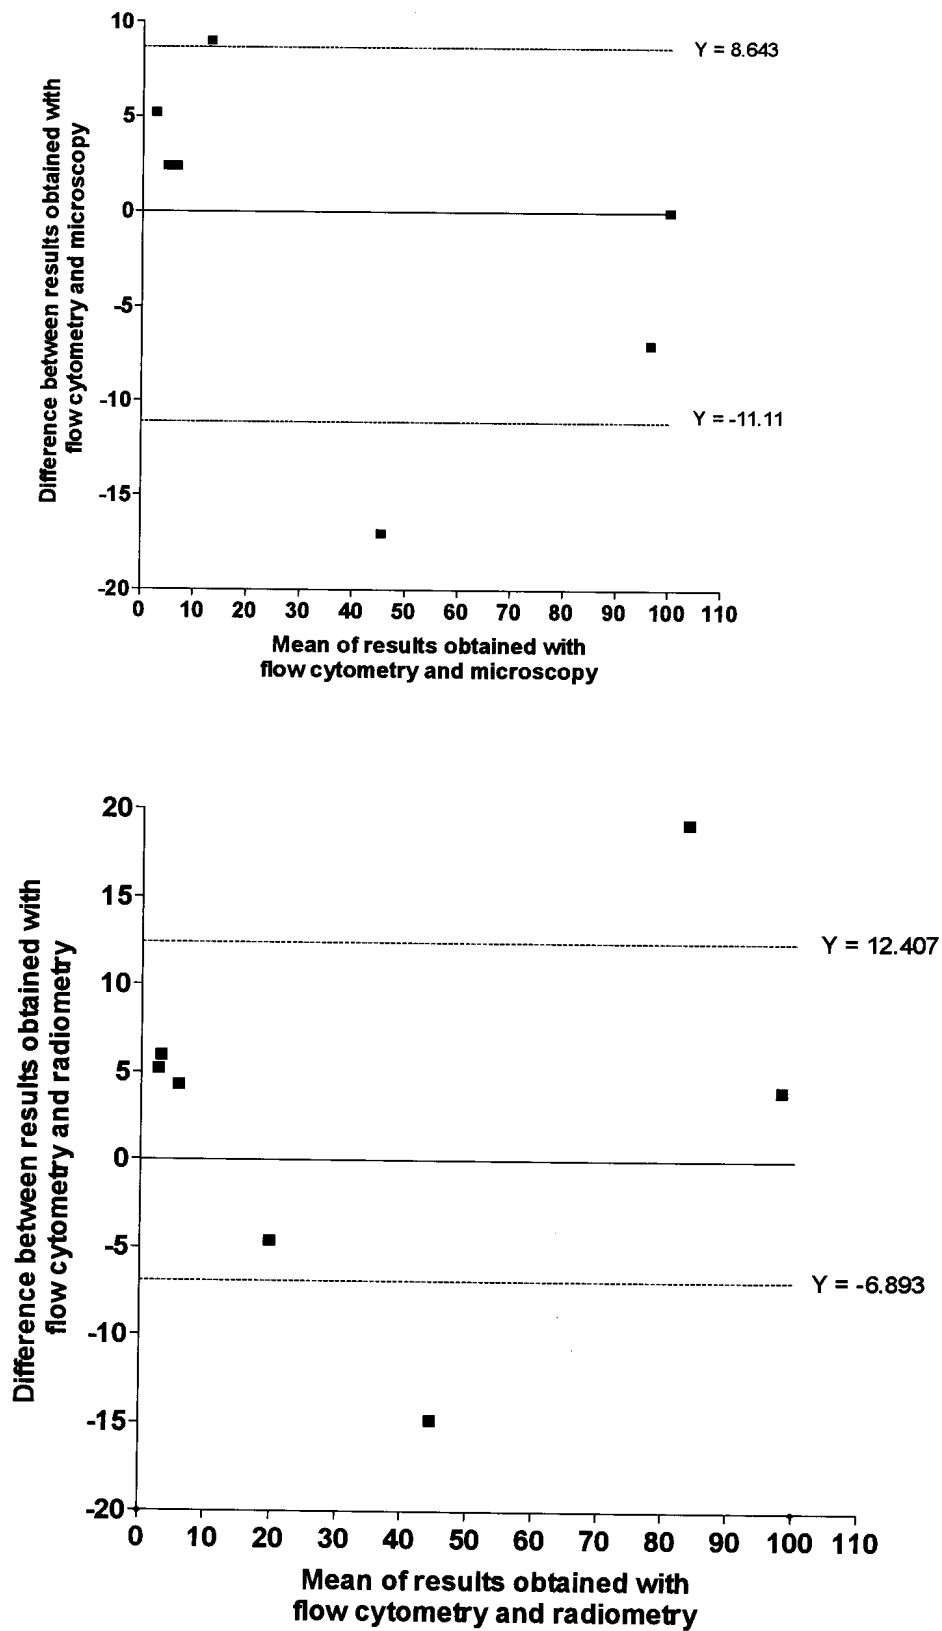 10
Y = 8.643
5
0
-5
-10
Y = -11.11
-15
-20
0 10 20 30 40 50 60 70 80 90 100 110
Difference between results obtained with
flow cytometry and microscopy
Mean of results obtained with
flow cytometry and microscopy
20
15
Y = 12.407
10
5
0
-5
Y = -6.893
-10
-15
-20
0 10 20 30 40 50 60 70 80 90 100 110
Difference between results obtained with
flow cytometry and radiometry
Mean of results obtained with
flow cytometry and radiometry